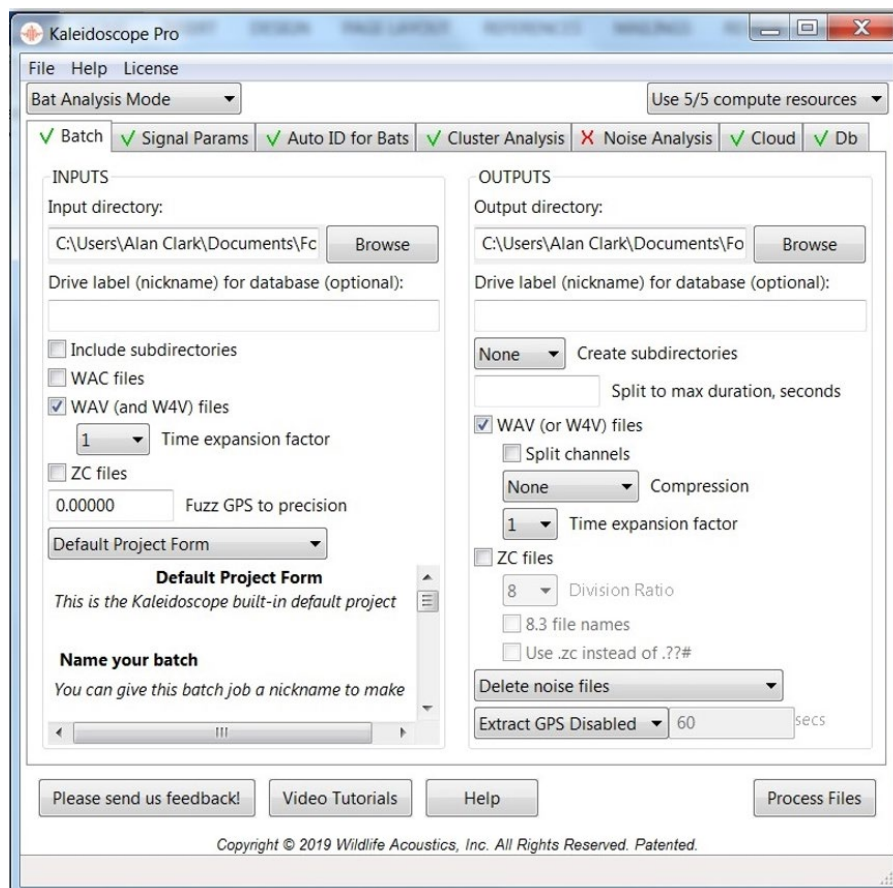 Kaleidoscope Pro
File Help License
Bat Analysis Mode
Use 5/5 compute resources
Batch Signal Params Auto ID for Bats Cluster Analysis X Noise Analysis Cloud Db
INPUTS
Input directory:
C:\Users\Alan Clark\Documents\Fc Browse
Drive label (nickname) for database (optional):
Include subdirectories
WAC files
WAV (and W4V) files
1 Time expansion factor
ZC files
0.00000 Fuzz GPS to precision
Default Project Form
Default Project Form
This is the Kaleidoscope built-in default project
Name your batch
You can give this batch job a nickname to make
OUTPUTS
Output directory:
C:\Users\Alan Clark\Documents\Fo Browse
Drive label (nickname) for database (optional):
None Create subdirectories
Split to max duration, seconds
WAV (or W4V) files
Split channels
None Compression
1 Time expansion factor
ZC files
8 Division Ratio
8.3 file names
Use .zc instead of .??#
Delete noise files
Extract GPS Disabled 60 secs
Please send us feedback! Video Tutorials Help Process Files
Copyright © 2019 Wildlife Acoustics, Inc. All Rights Reserved. Patented.